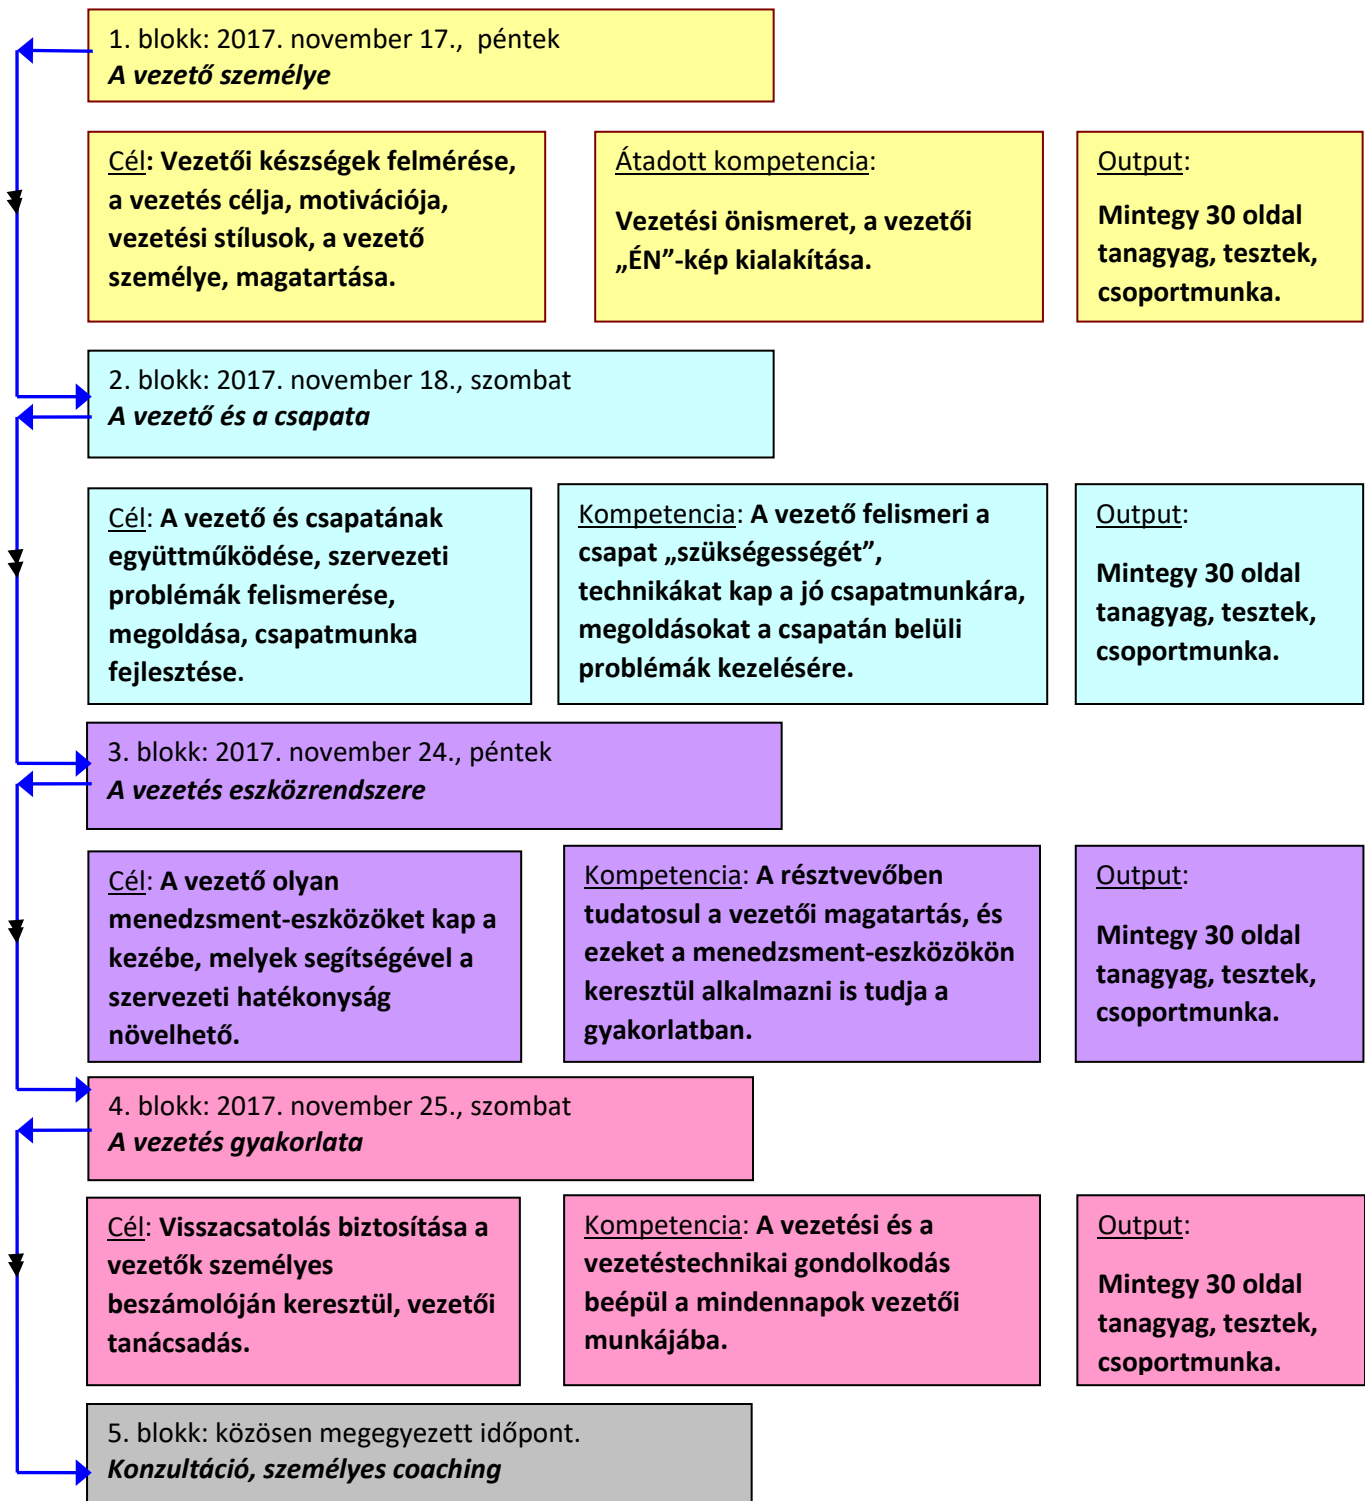 1. blokk: 2017. november 17., péntek
A vezető személye
Cél: Vezetői készségek felmérése,
a vezetés célja, motivációja,
vezetési stílusok, a vezető
személye, magatartása.
Átadott kompetencia:
Vezetési önismeret, a vezetői
„ÉN”-kép kialakítása.
Output:
Mintegy 30 oldal
tanagyag, tesztek,
csoportmunka.
2. blokk: 2017. november 18., szombat
A vezető és a csapata
Cél: A vezető és csapatának
együttműködése, szervezeti
problémák felismerése,
megoldása, csapatmunka
fejlesztése.
Kompetencia: A vezető felismeri a
csapat „szükségességét”,
technikákat kap a jó csapatmunkára,
megoldásokat a csapatán belüli
problémák kezelésére.
Output:
Mintegy 30 oldal
tanagyag, tesztek,
csoportmunka.
3. blokk: 2017. november 24., péntek
A vezetés eszközrendszere
Cél: A vezető olyan
menedzsment-eszközöket kap a
kezébe, melyek segítségével a
szervezeti hatékonyság
növelhető.
Kompetencia: A résztvevőben
tudatosul a vezetői magatartás, és
ezeket a menedzsment-eszközökön
keresztül alkalmazni is tudja a
gyakorlatban.
Output:
Mintegy 30 oldal
tanagyag, tesztek,
csoportmunka.
4. blokk: 2017. november 25., szombat
A vezetés gyakorlata
Cél: Visszacsatolás biztosítása a
vezetők személyes
beszámolóján keresztül, vezetői
tanácsadás.
Kompetencia: A vezetési és a
vezetéstechnikai gondolkodás
beépül a mindennapok vezetői
munkájába.
Output:
Mintegy 30 oldal
tanagyag, tesztek,
csoportmunka.
5. blokk: közösen megegyezett időpont.
Konzultáció, személyes coaching